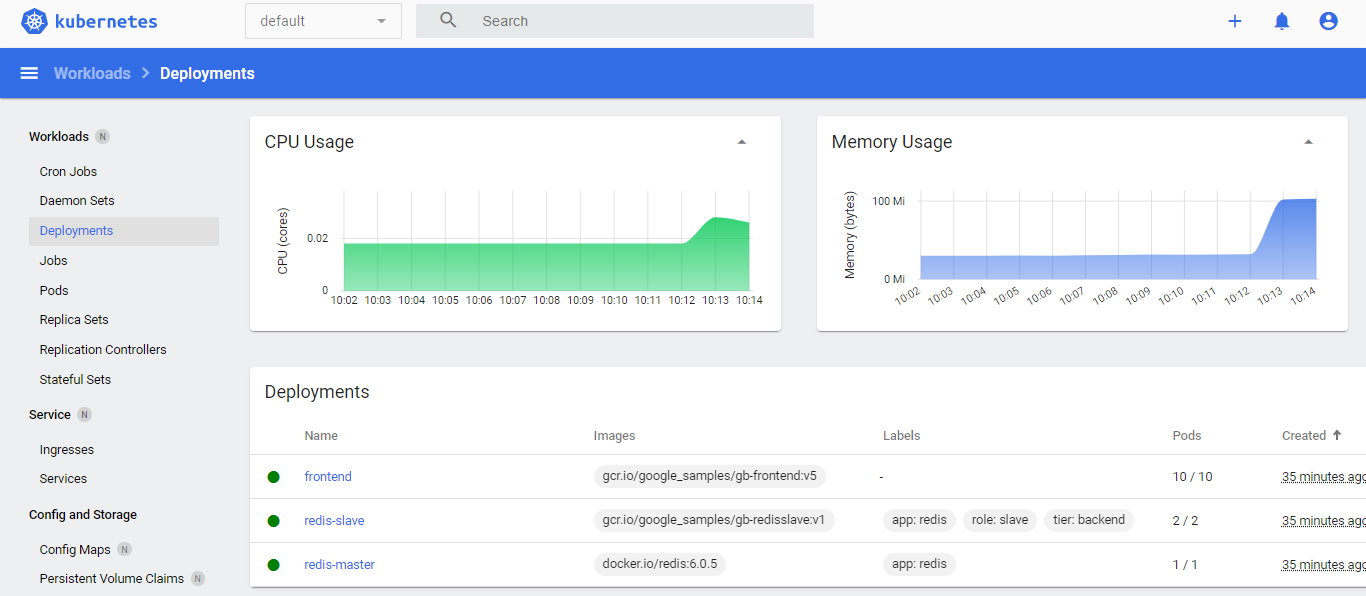 kubernetes
default
Search
Workloads > Deployments
Workloads N
Cron Jobs
Daemon Sets
Deployments
Jobs
Pods
Replica Sets
Replication Controllers
Stateful Sets
Service N
Ingresses
Services
Config and Storage
Config Maps N
Persistent Volume Claims N
CPU Usage
CPU (cores)
0.02
0
10:02 10:03 10:04 10:05 10:06 10:07 10:08 10:09 10:10 10:11 10:12 10:13 10:14
Memory Usage
Memory (bytes)
100 Mi
0 Mi
10:02 10:03 10:04 10:05 10:06 10:07 10:08 10:09 10:10 10:11 10:12 10:13 10:14
Deployments
Name Images Labels Pods Created
frontend gcr.io/google_samples/gb-frontend:v5 - 10 / 10 35 minutes ago
redis-slave gcr.io/google_samples/gb-redisslave:v1 app: redis role: slave tier: backend 2 / 2 35 minutes ago
redis-master docker.io/redis:6.0.5 app: redis 1 / 1 35 minutes ago